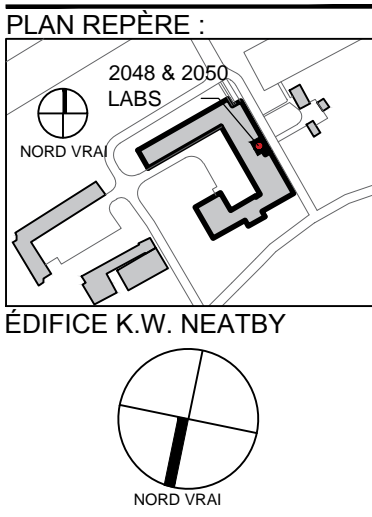 PLAN REPÈRE :
2048 & 2050
LABS
NORD VRAI
ÉDIFICE K.W. NEATBY
NORD VRAI